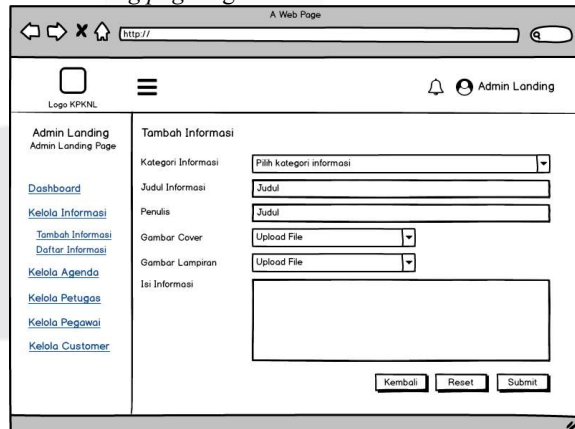 A Web Page
http://
Logo KPKNL
Admin Landing
Admin Landing
Admin Landing Page
Dashboard
Kelola Informasi
Tambah Informasi
Daftar Informasi
Kelola Agenda
Kelola Petugas
Kelola Pegawai
Kelola Customer
Tambah Informasi
Kategori Informasi
Pilih kategori informasi
Judul Informasi
Judul
Penulis
Judul
Gambar Cover
Upload File
Gambar Lampiran
Upload File
Isi Informasi
Kembali
Reset
Submit